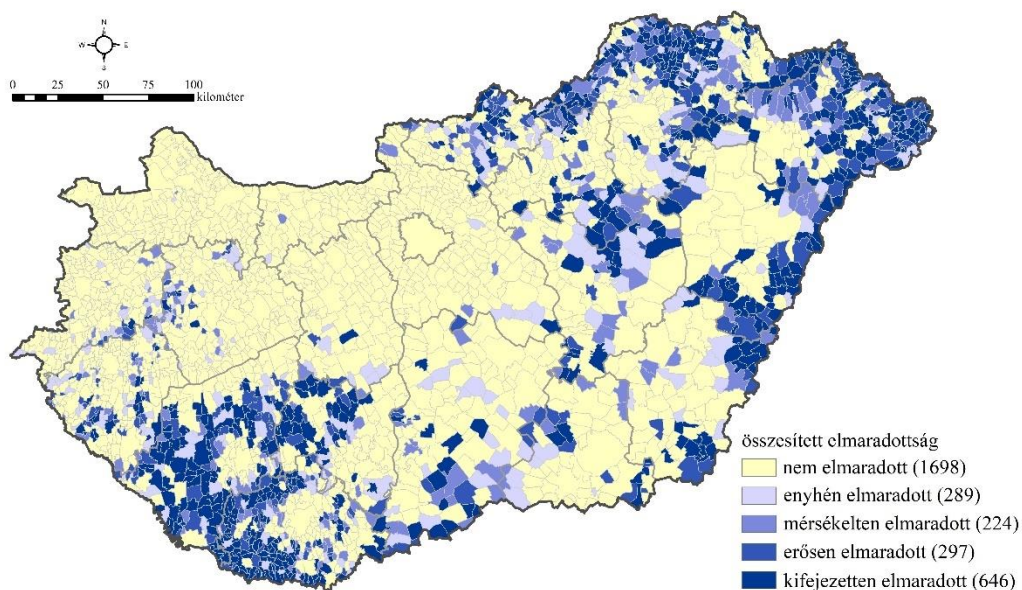 N
W E
S
0 25 50 75 100
kilométer
összesített elmaradottság
nem elmaradott (1698)
enyhén elmaradott (289)
mérsékelten elmaradott (224)
erősen elmaradott (297)
kifejezetten elmaradott (646)